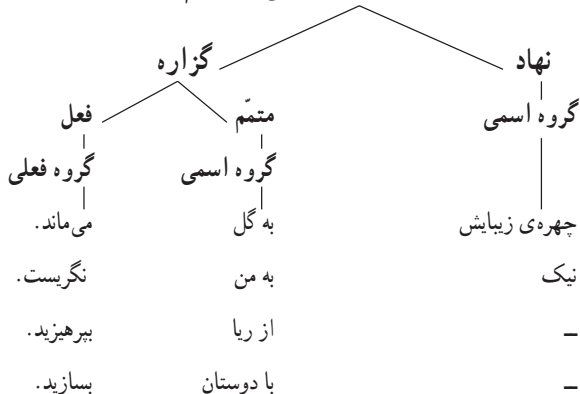 نهاد گزاره
گروه اسمی متمّم فعل
گروه اسمی گروه فعلی
چهره‌ی زیبایش به گل می‌ماند.
نیک به من نگریست.
ـ از ریا بپرهیزید.
ـ با دوستان بسازید.